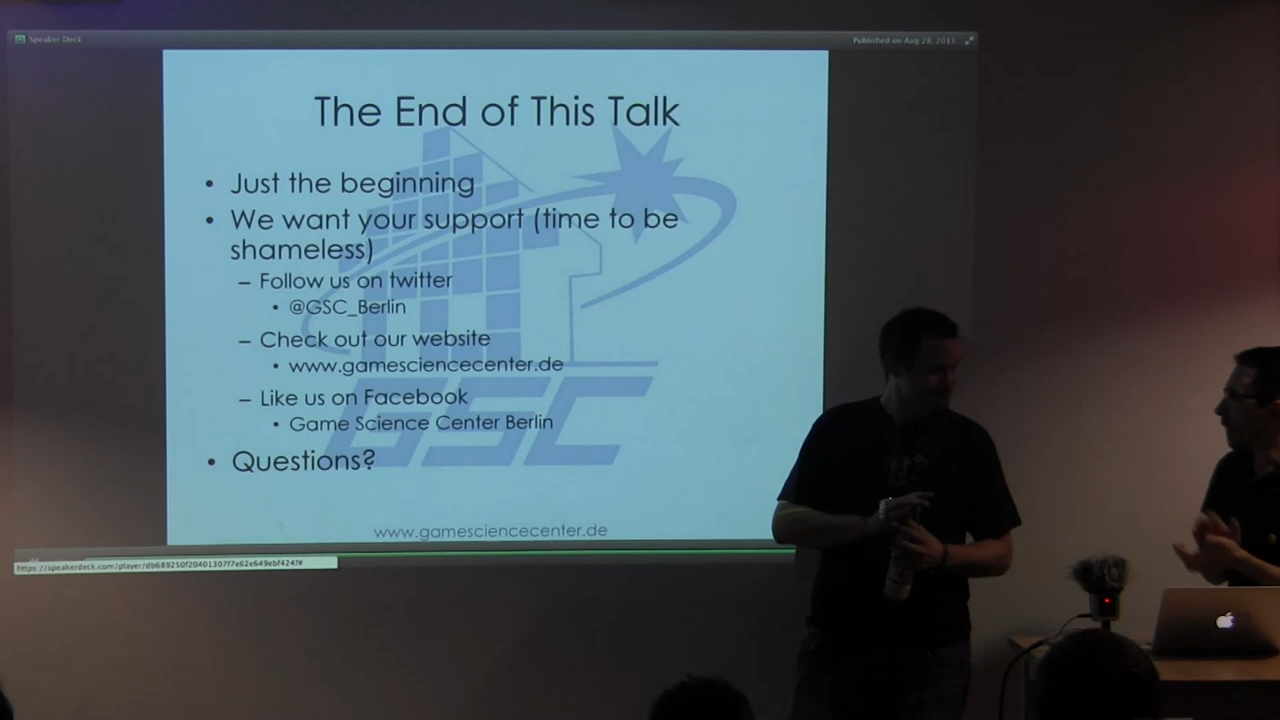 Speaker Deck
Published on Aug 28, 2013
The End of This Talk
• Just the beginning
• We want your support (time to be
shameless)
– Follow us on twitter
• @GSC_Berlin
– Check out our website
• www.gamesciencecenter.de
– Like us on Facebook
• Game Science Center Berlin
• Questions?
GSC
www.gamesciencecenter.de